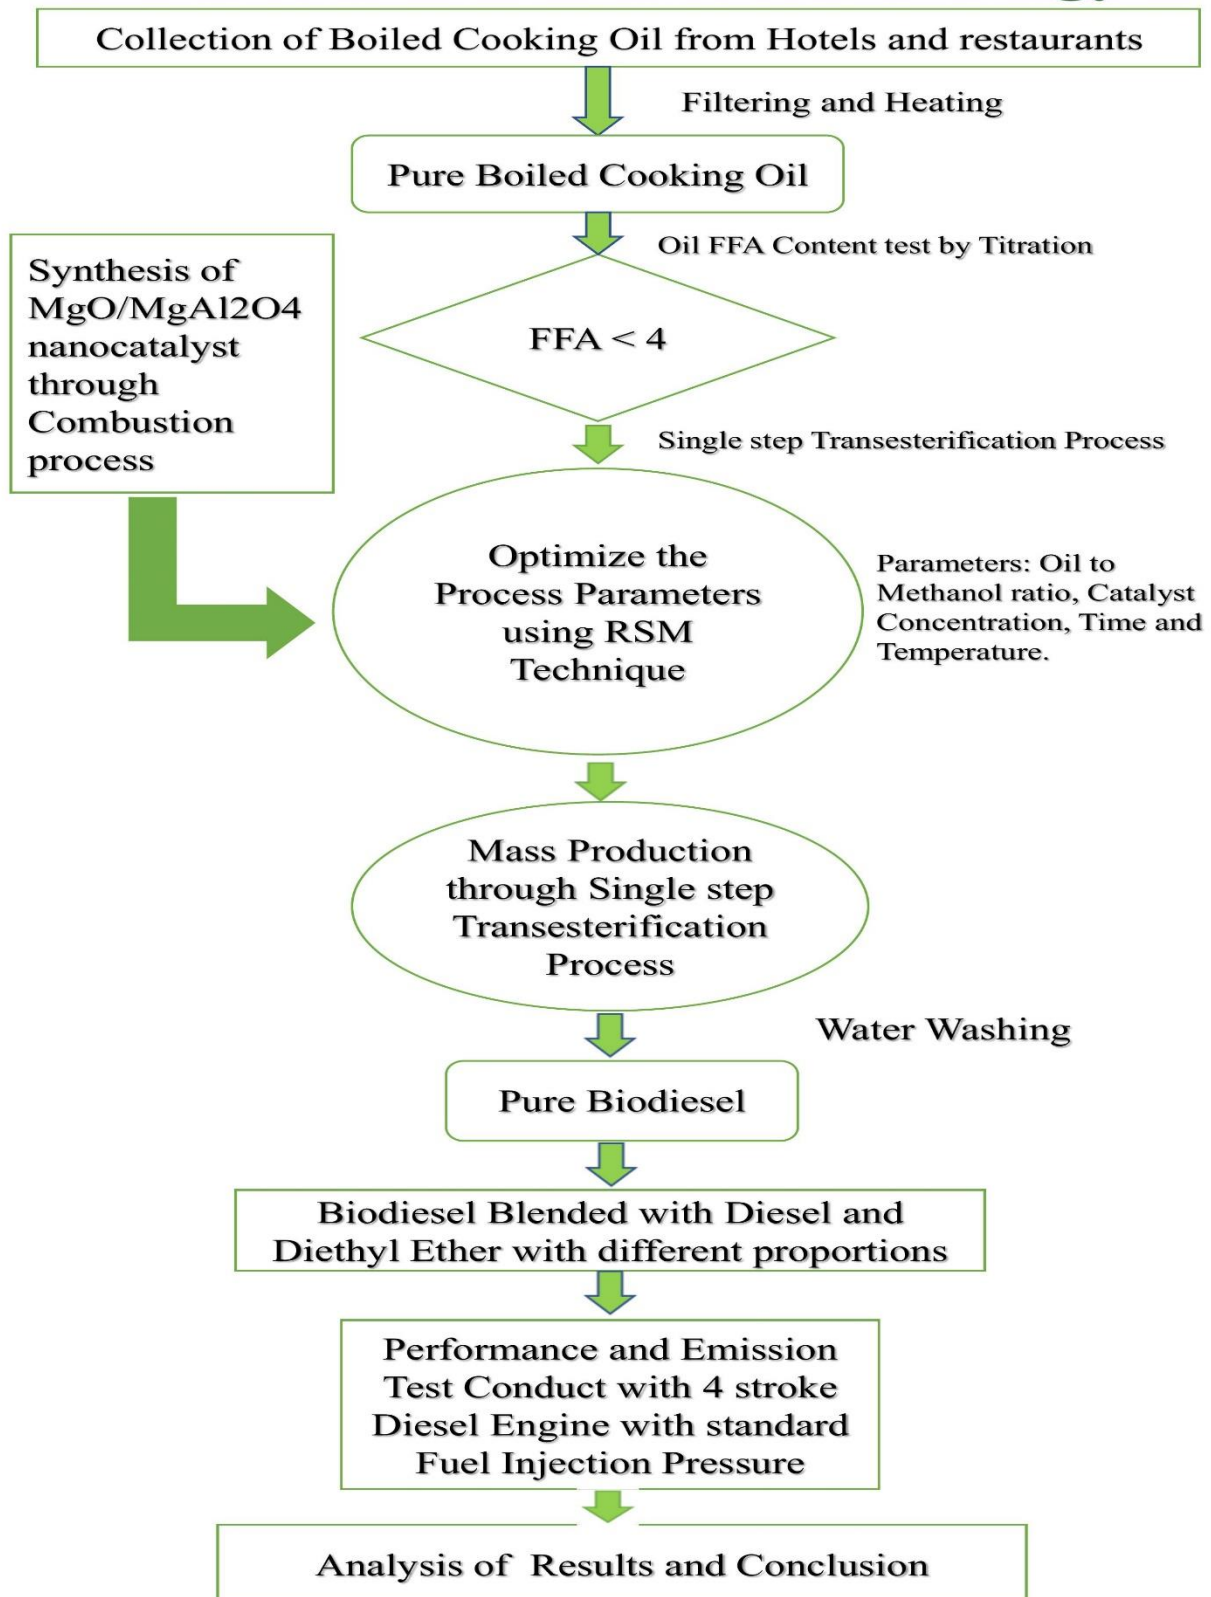 Collection of Boiled Cooking Oil from Hotels and restaurants
Filtering and Heating
Pure Boiled Cooking Oil
Oil FFA Content test by Titration
Synthesis of
MgO/MgAl2O4
nanocatalyst
through
Combustion
process
FFA < 4
Single step Transesterification Process
Optimize the
Process Parameters
using RSM
Technique
Parameters: Oil to
Methanol ratio, Catalyst
Concentration, Time and
Temperature.
Mass Production
through Single step
Transesterification
Process
Water Washing
Pure Biodiesel
Biodiesel Blended with Diesel and
Diethyl Ether with different proportions
Performance and Emission
Test Conduct with 4 stroke
Diesel Engine with standard
Fuel Injection Pressure
Analysis of  Results and Conclusion